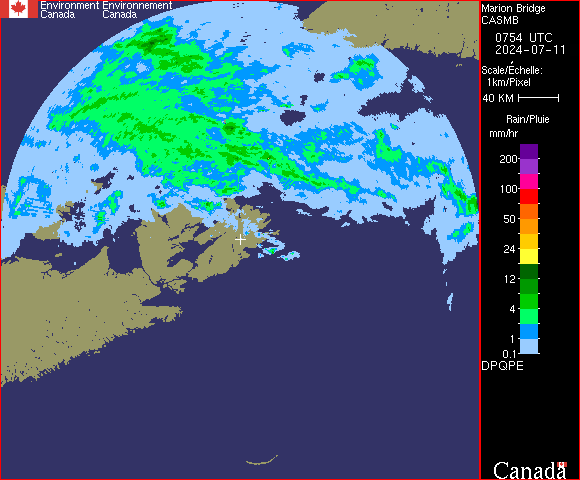 Environment Environnement
Canada Canada
Marion Bridge
CASMB
0754 UTC
2024-07-11
Scale/Échelle:
1km/Pixel
40 KM
Rain/Pluie
mm/hr
200
100
50
24
12
4
1
0.1
DPQPE
Canada